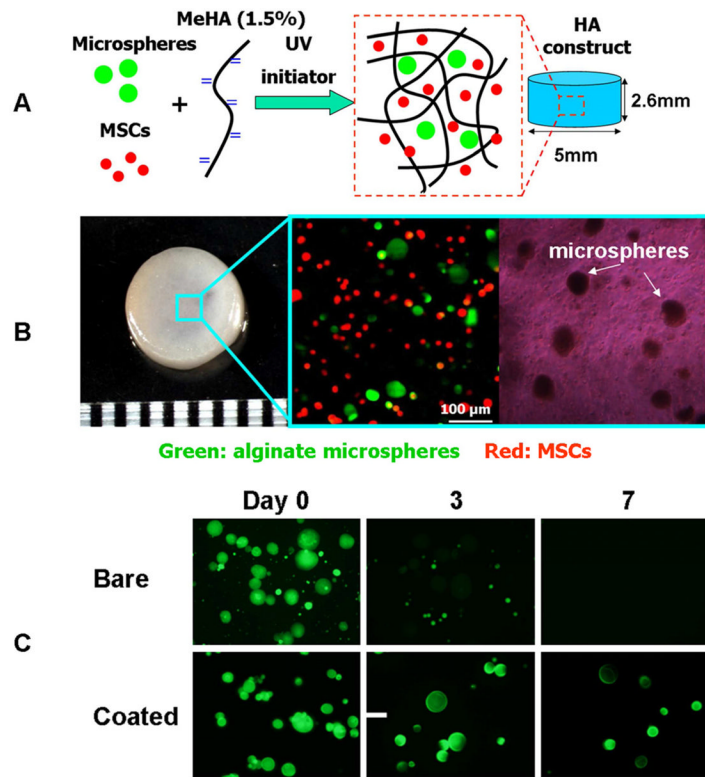 A
Microspheres
MSCs
+
MeHA (1.5%)
UV
initiator
HA
construct
2.6mm
5mm
B
microspheres
100 µm
Green: alginate microspheres Red: MSCs
C
Day 0 3 7
Bare
Coated